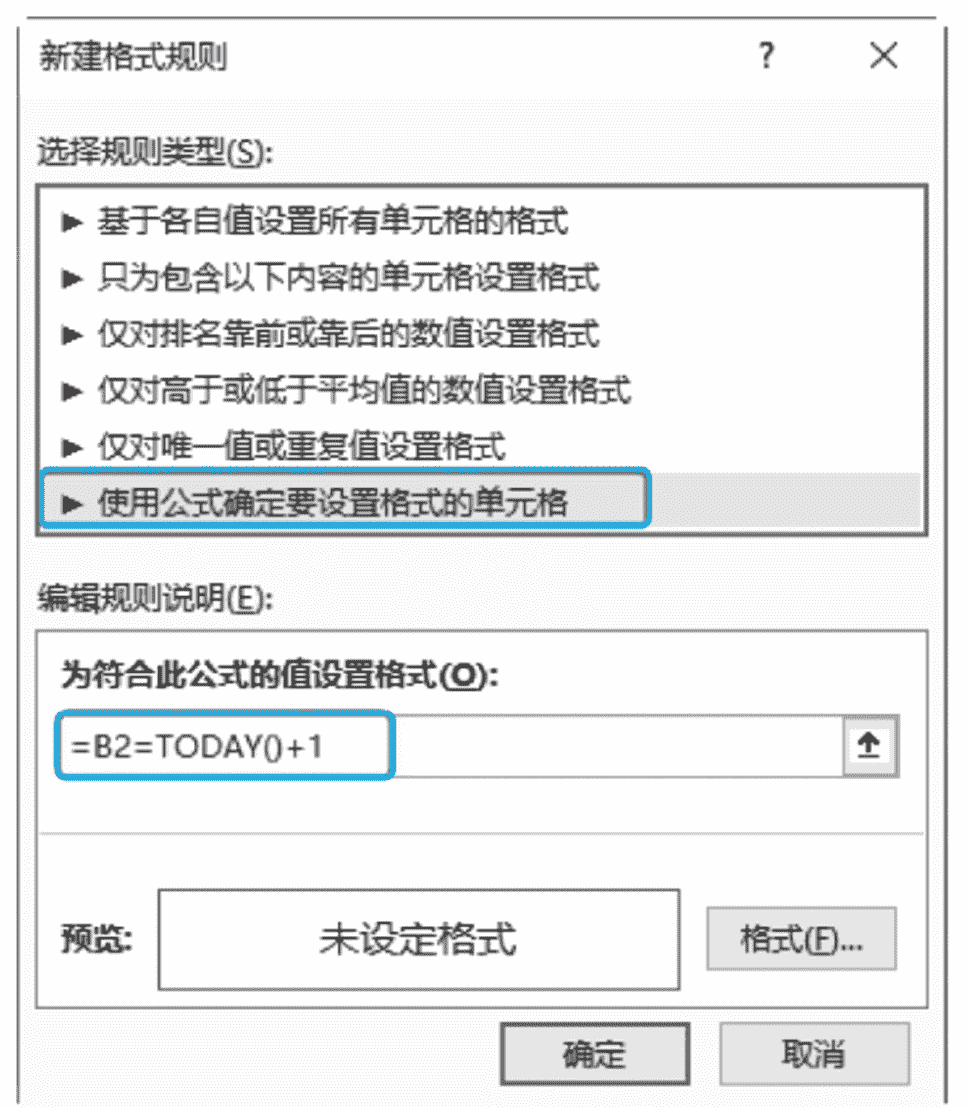 新建格式规则 ?
选择规则类型(S):
► 基于各自值设置所有单元格的格式
► 只为包含以下内容的单元格设置格式
► 仅对排名靠前或靠后的数值设置格式
► 仅对高于或低于平均值的数值设置格式
► 仅对唯一值或重复值设置格式
► 使用公式确定要设置格式的单元格
编辑规则说明(E):
为符合此公式的值设置格式(O):
=B2=TODAY()+1
预览: 未设定格式 格式(F)...
确定 取消